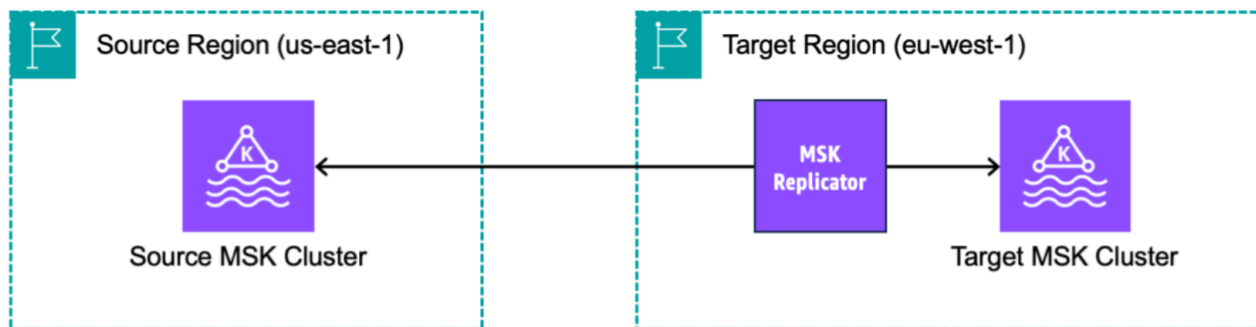 Source Region (us-east-1)
Target Region (eu-west-1)
K
MSK
Replicator
K
Source MSK Cluster
Target MSK Cluster